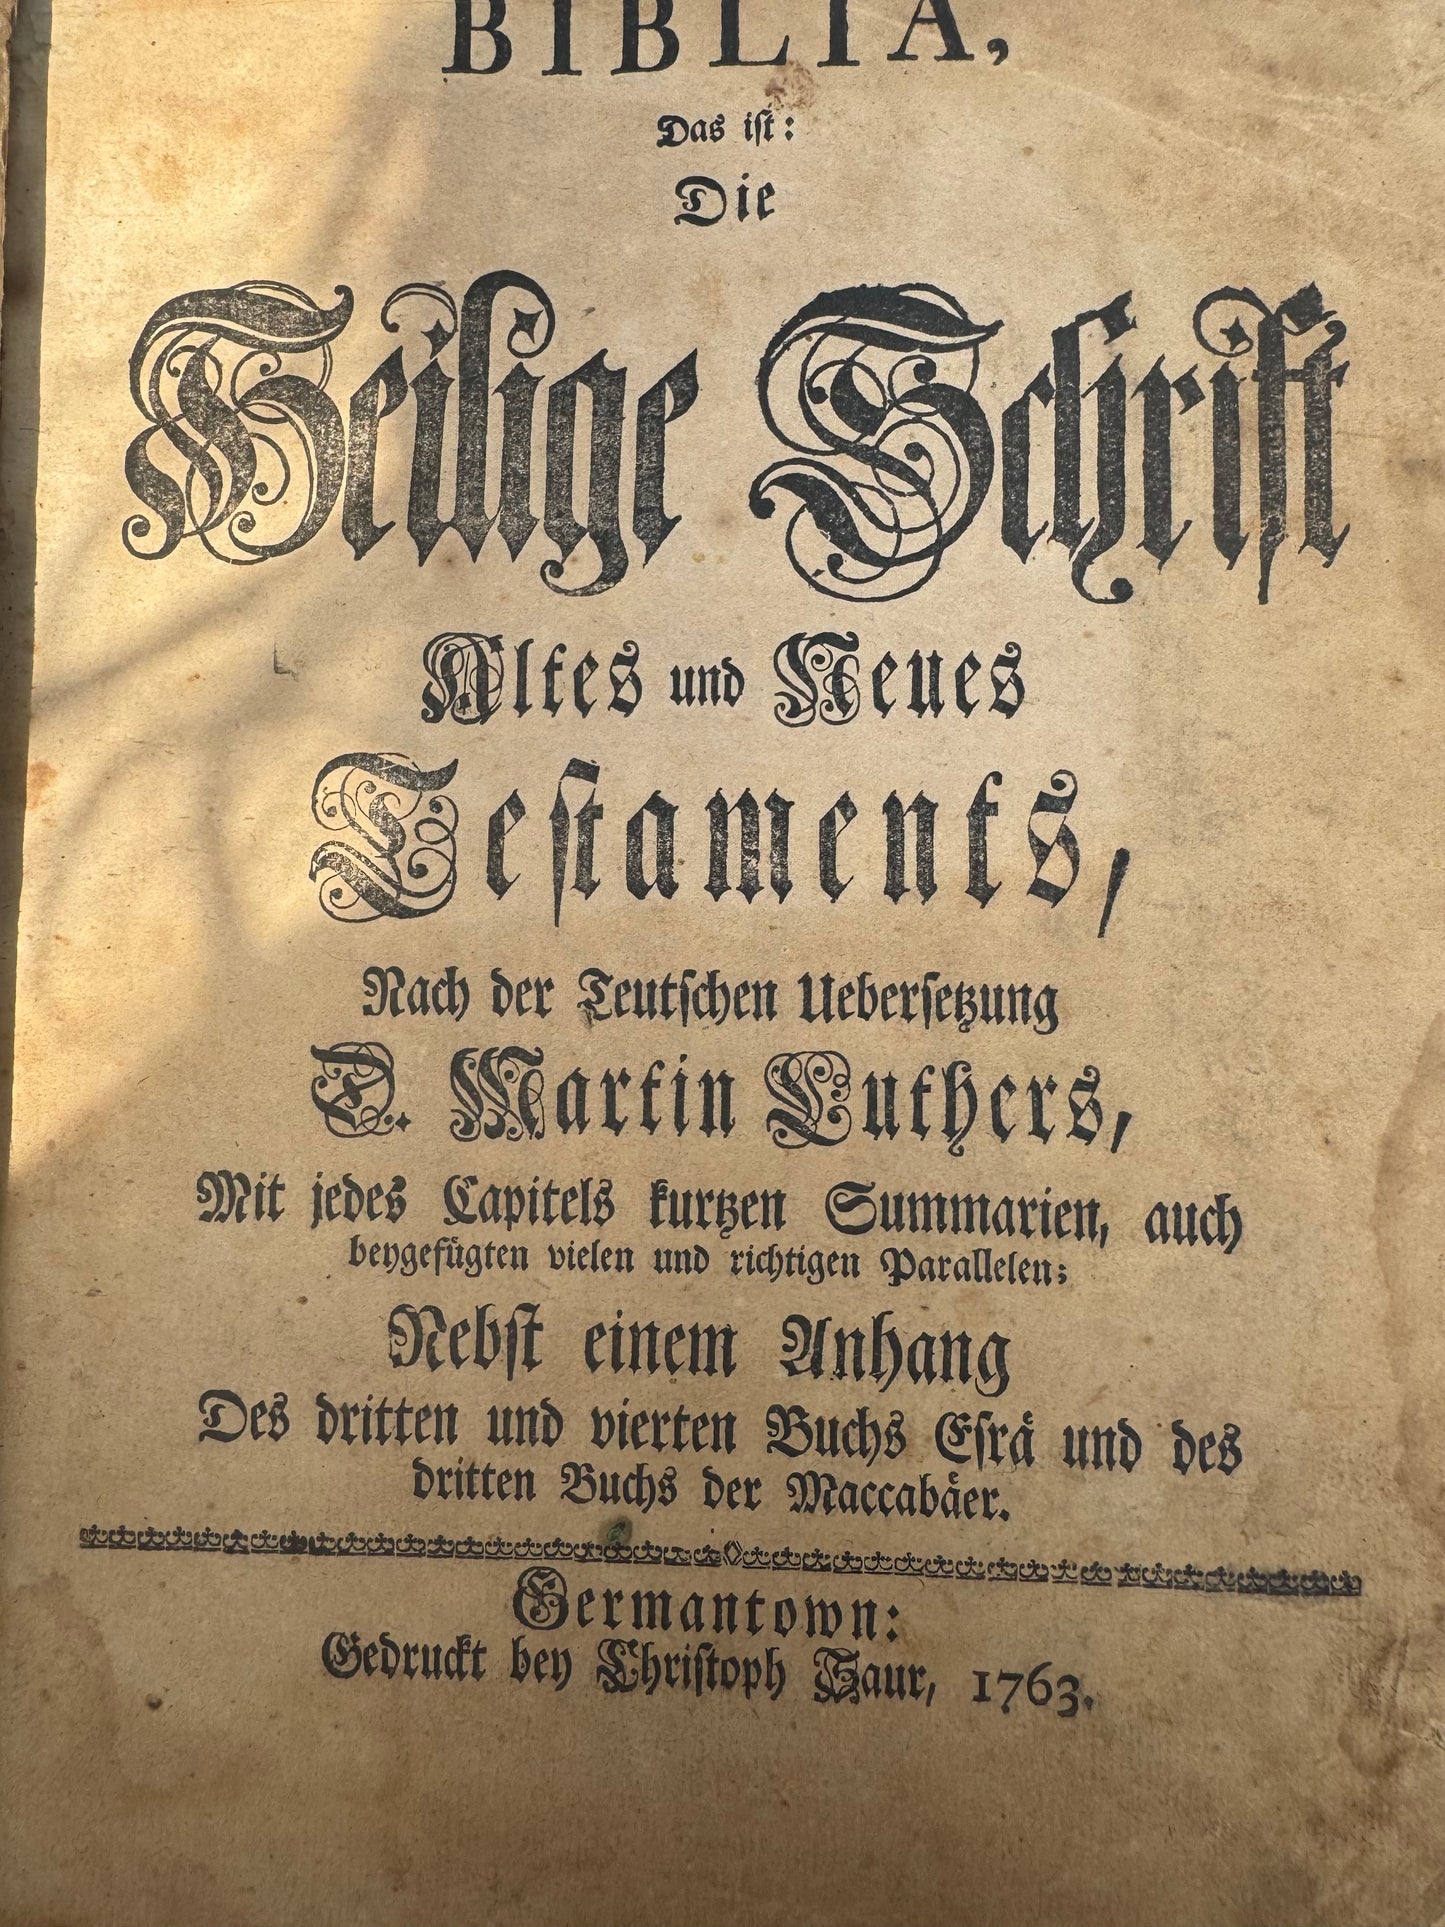 BIBLIA,
Das ist:
Die
Heilige Schrift
Altes und Neues
Testaments,
Nach der Teutschen Uebersetzung
D. Martin Luthers,
Mit jedes Capitels kurtzen Summarien, auch
beygefügten vielen und richtigen Parallelen;
Nebst einem Anhang
Des dritten und vierten Buchs Esrä und des
dritten Buchs der Maccabäer.
Germantown:
Gedruckt bey Christoph Saur, 1763.